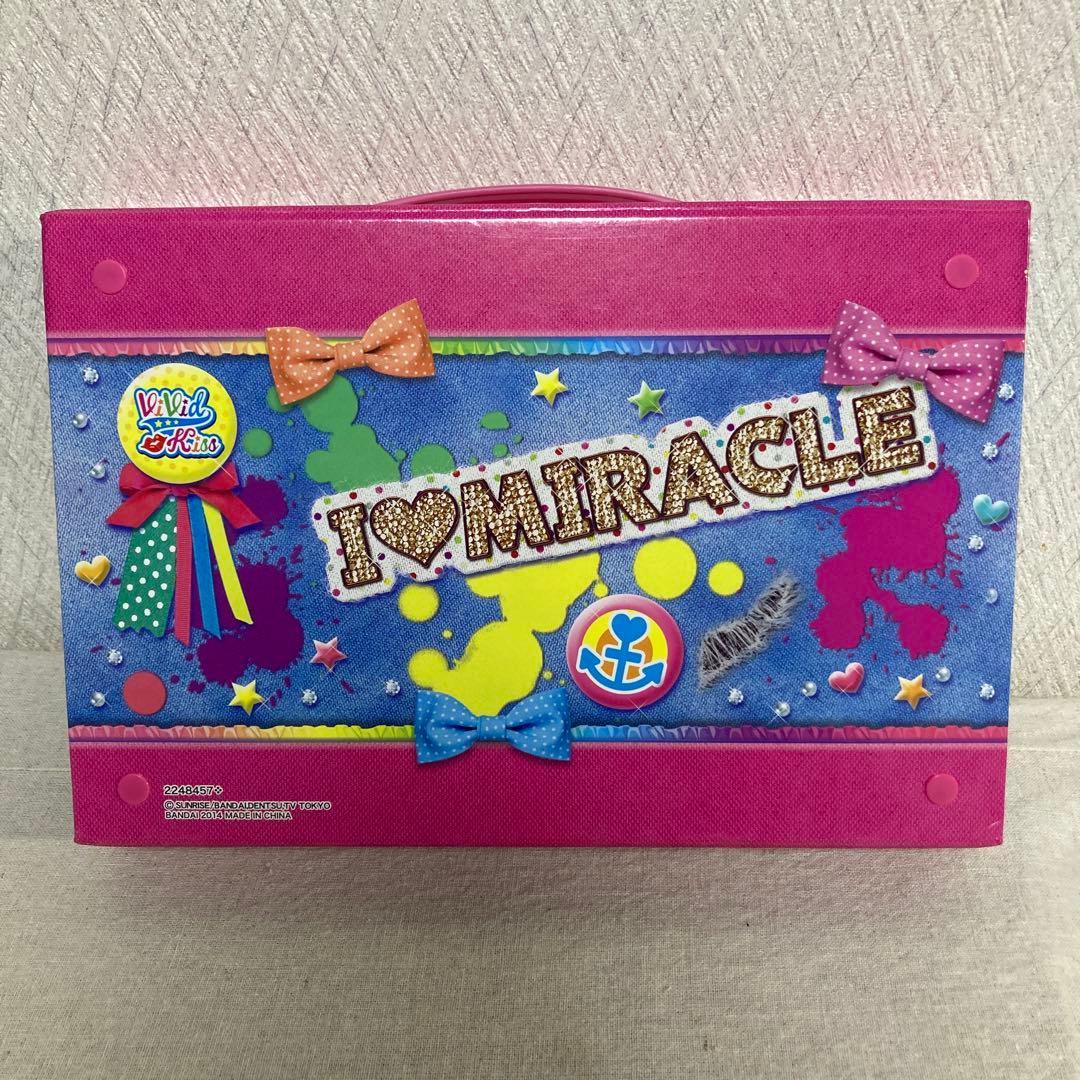 ViVid
Kiss
I♥MIRACLE
2248457
© SUNRISE/BANDAI,DENTSU,TV TOKYO
BANDAI 2014 MADE IN CHINA